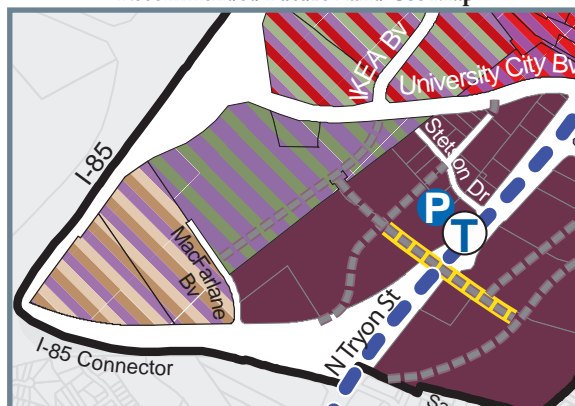 IKEA Bv
University City Bv
I-85
Stetson Dr
P
T
MacFarlane
Bv
N Tryon St
I-85 Connector